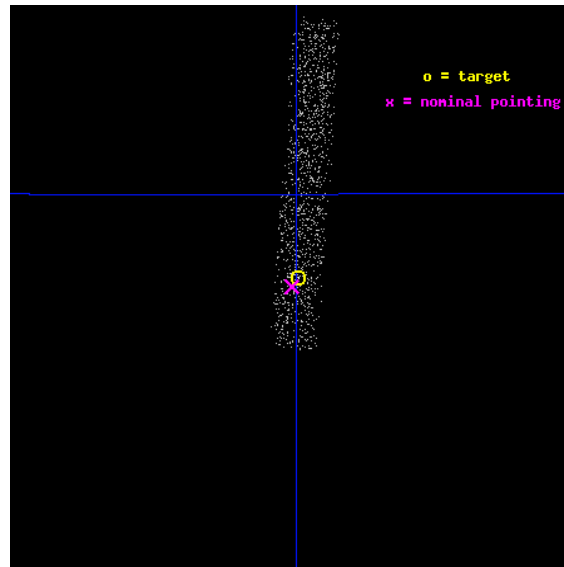 o = target
x = nominal pointing